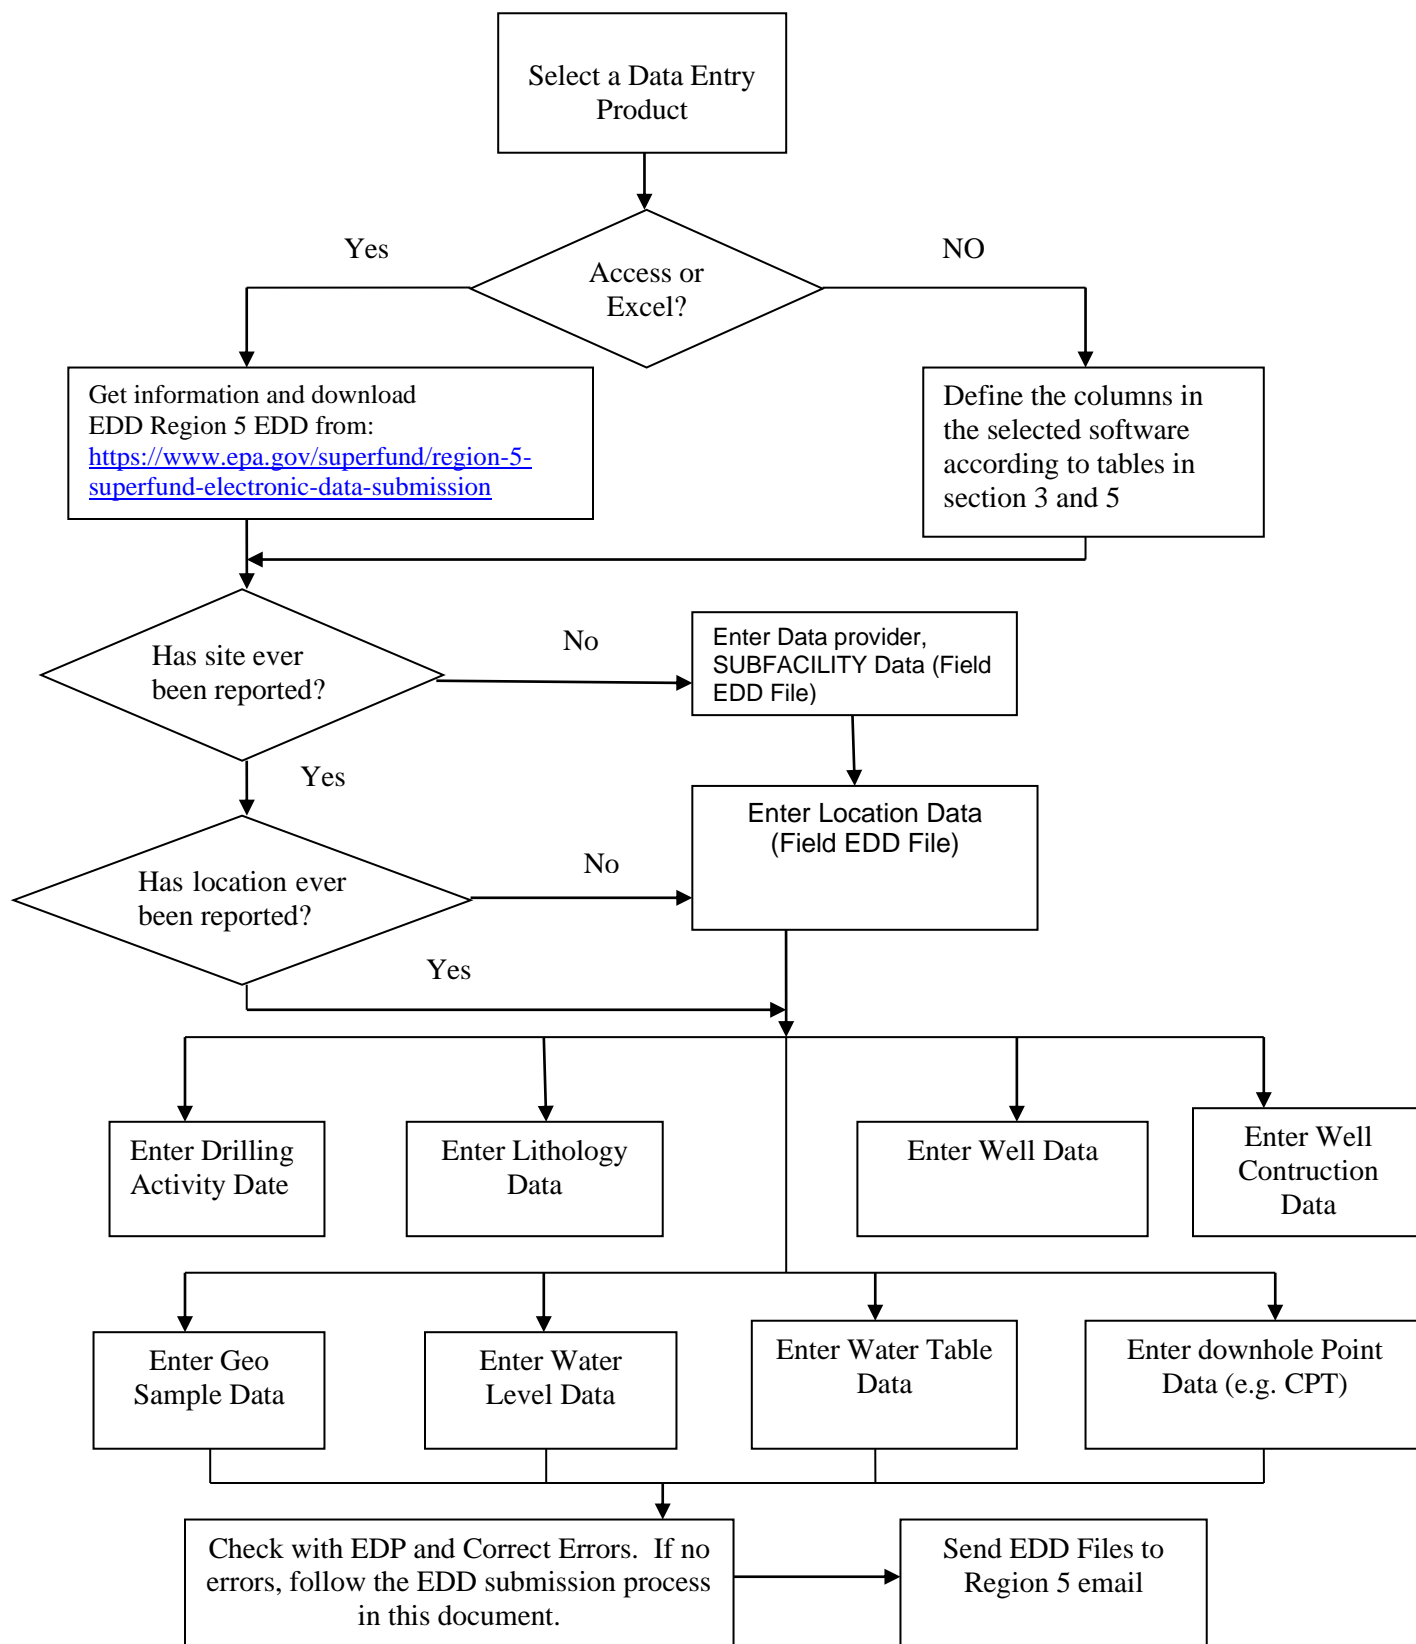 Select a Data Entry
Product
Yes
NO
Access or
Excel?
Get information and download
EDD Region 5 EDD from:
https://www.epa.gov/superfund/region-5-
superfund-electronic-data-submission
Define the columns in
the selected software
according to tables in
section 3 and 5
Has site ever
been reported?
No
Enter Data provider,
SUBFACILITY Data (Field
EDD File)
Yes
Enter Location Data
(Field EDD File)
Has location ever
been reported?
No
Yes
Enter Drilling
Activity Date
Enter Lithology
Data
Enter Well Data
Enter Well
Contruction
Data
Enter Geo
Sample Data
Enter Water
Level Data
Enter Water Table
Data
Enter downhole Point
Data (e.g. CPT)
Check with EDP and Correct Errors.  If no
errors, follow the EDD submission process
in this document.
Send EDD Files to
Region 5 email